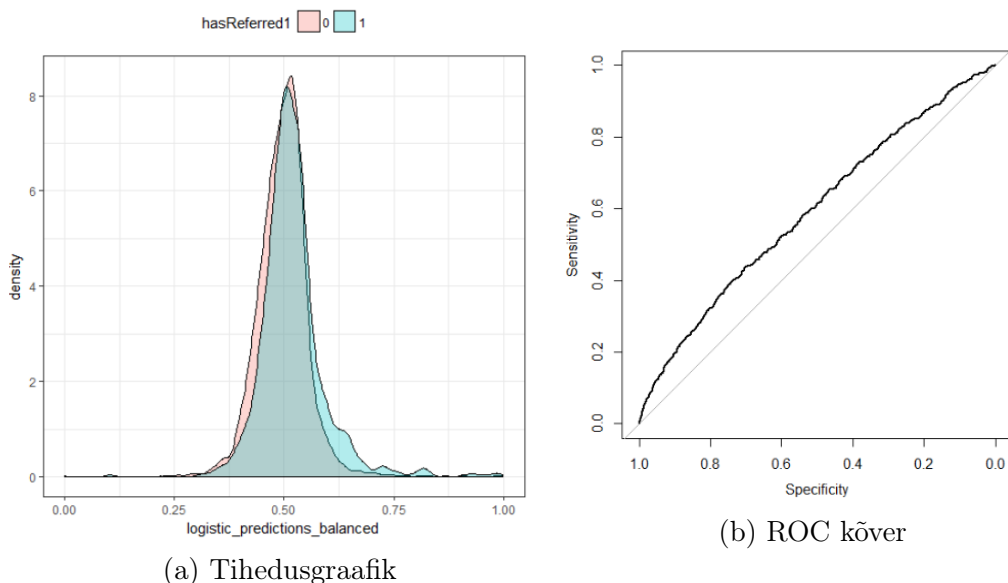 hasReferred1 0 1
density
8
6
4
2
0
0.00 0.25 0.50 0.75 1.00
logistic_predictions_balanced
(a) Tihedusgraafik
Sensitivity
1.0
0.8
0.6
0.4
0.2
0.0
1.0 0.8 0.6 0.4 0.2 0.0
Specificity
(b) ROC kõver